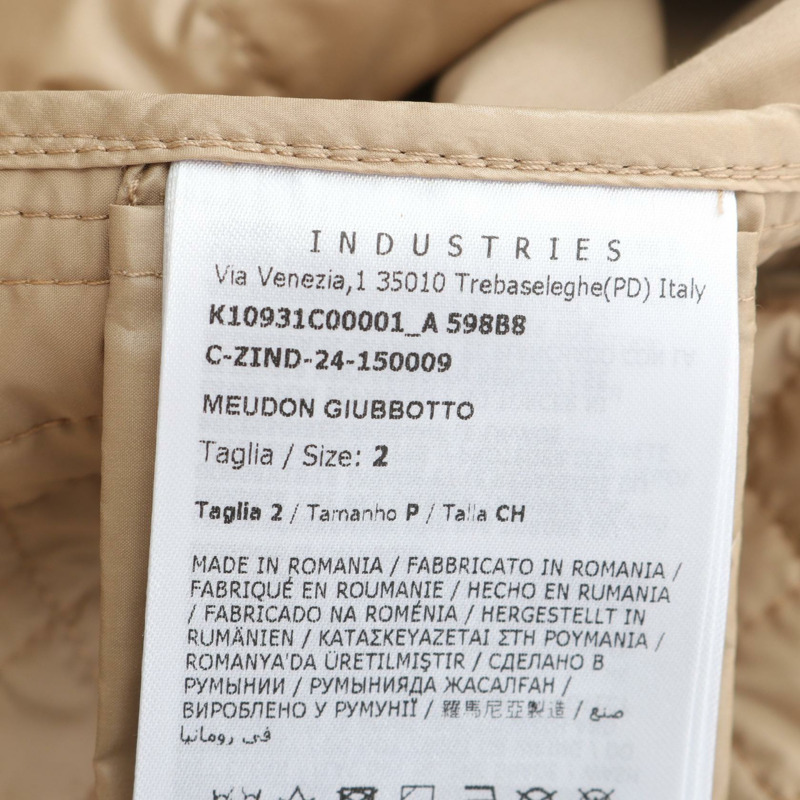 INDUSTRIES
Via Venezia,1 35010 Trebaseleghe(PD) Italy
K10931C00001_A 598B8
C-ZIND-24-150009
MEUDON GIUBBOTTO
Taglia / Size: 2
Taglia 2 / Tamanho P / Talla CH
MADE IN ROMANIA / FABBRICATO IN ROMANIA /
FABRIQUÉ EN ROUMANIE / HECHO EN RUMANIA
/ FABRICADO NA ROMÉNIA / HERGESTELLT IN
RUMÄNIEN / ΚΑΤΑΣΚΕΥΑΖΕΤΑΙ ΣΤΗ ΡΟΥΜΑΝΙΑ /
ROMANYA'DA ÜRETILMIŞTIR / СДЕЛАНО В
РУМЫНИИ / РУМЫНИЯДА ЖАСАЛҒАН /
ВИРОБЛЕНО У РУМУНІЇ / 羅馬尼亞製造 / صنع
في رومانيا